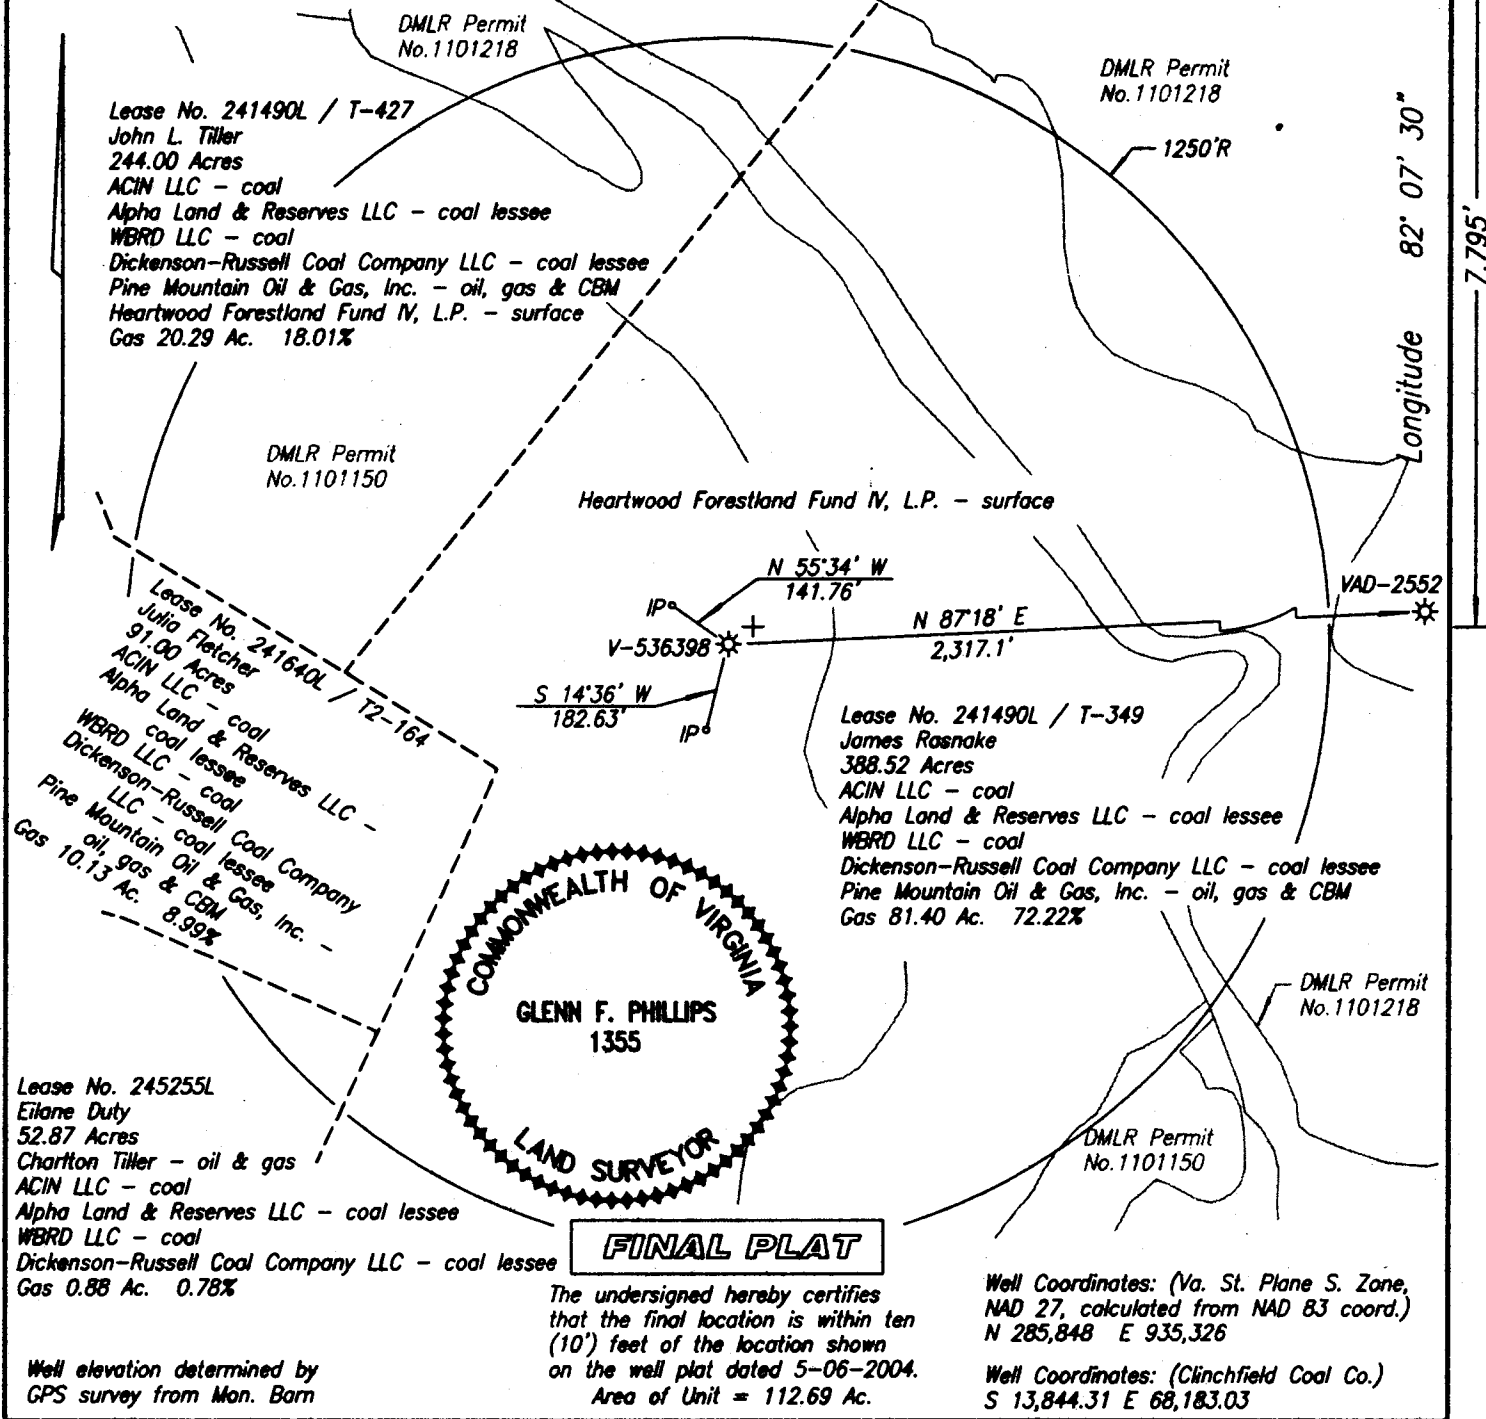 DMLR Permit
No. 1101218
DMLR Permit
No. 1101218
1250'R
Longitude 82° 07' 30"
7,795'
Lease No. 241490L / T-427
John L. Tiller
244.00 Acres
ACIN LLC - coal
Alpha Land & Reserves LLC - coal lessee
WBRD LLC - coal
Dickenson-Russell Coal Company LLC - coal lessee
Pine Mountain Oil & Gas, Inc. - oil, gas & CBM
Heartwood Forestland Fund IV, L.P. - surface
Gas 20.29 Ac. 18.01%
DMLR Permit
No. 1101150
Heartwood Forestland Fund IV, L.P. - surface
N 55°34' W
141.76'
IP
V-536398
N 87°18' E
2,317.1'
VAD-2552
S 14°36' W
182.63'
IP
Lease No. 241640L / T2-164
Julia Fletcher
91.00 Acres
ACIN LLC - coal
Alpha Land & Reserves LLC -
coal lessee
WBRD LLC - coal
Dickenson-Russell Coal Company
LLC - coal lessee
Pine Mountain Oil & Gas, Inc. -
oil, gas & CBM
Gas 10.13 Ac. 8.99%
Lease No. 241490L / T-349
James Rasnake
388.52 Acres
ACIN LLC - coal
Alpha Land & Reserves LLC - coal lessee
WBRD LLC - coal
Dickenson-Russell Coal Company LLC - coal lessee
Pine Mountain Oil & Gas, Inc. - oil, gas & CBM
Gas 81.40 Ac. 72.22%
COMMONWEALTH OF VIRGINIA
GLENN F. PHILLIPS
1355
LAND SURVEYOR
DMLR Permit
No. 1101218
DMLR Permit
No. 1101150
Lease No. 245255L
Eilane Duty
52.87 Acres
Charlton Tiller - oil & gas
ACIN LLC - coal
Alpha Land & Reserves LLC - coal lessee
WBRD LLC - coal
Dickenson-Russell Coal Company LLC - coal lessee
Gas 0.88 Ac. 0.78%
Well elevation determined by
GPS survey from Mon. Barn
FINAL PLAT
The undersigned hereby certifies
that the final location is within ten
(10') feet of the location shown
on the well plat dated 5-06-2004.
Area of Unit = 112.69 Ac.
Well Coordinates: (Va. St. Plane S. Zone,
NAD 27, calculated from NAD 83 coord.)
N 285,848 E 935,326
Well Coordinates: (Clinchfield Coal Co.)
S 13,844.31 E 68,183.03